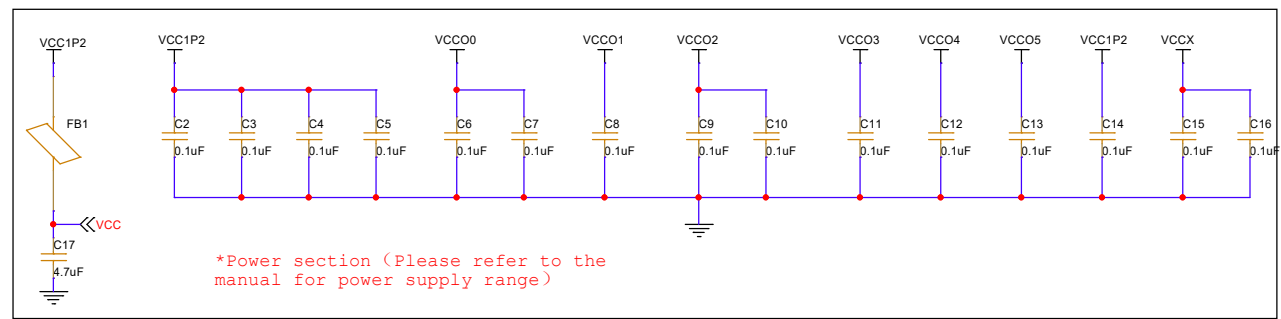 VCC1P2 VCC1P2 VCCO0 VCCO1 VCCO2 VCCO3 VCCO4 VCCO5 VCC1P2 VCCX
FB1 C2 C3 C4 C5 C6 C7 C8 C9 C10 C11 C12 C13 C14 C15 C16
0.1uF 0.1uF 0.1uF 0.1uF 0.1uF 0.1uF 0.1uF 0.1uF 0.1uF 0.1uF 0.1uF 0.1uF 0.1uF 0.1uF 0.1uF
VCC
C17
4.7uF
*Power section（Please refer to the
manual for power supply range）